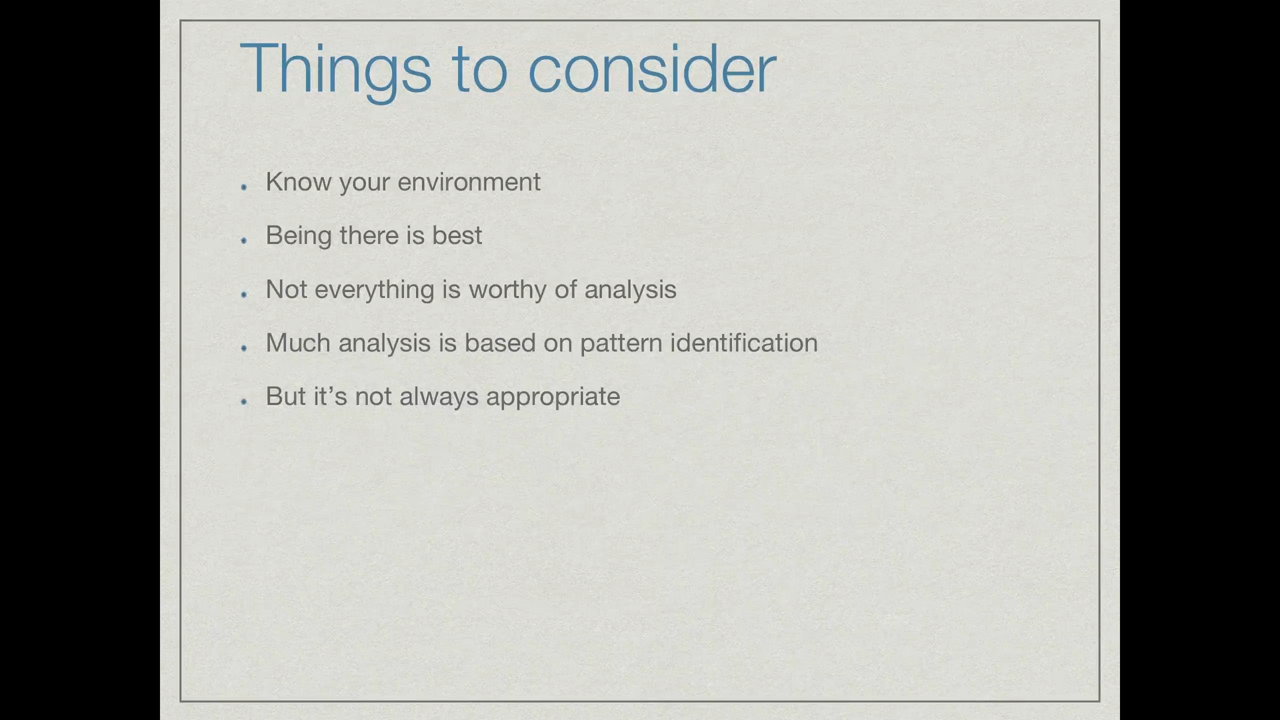 Things to consider
Know your environment
Being there is best
Not everything is worthy of analysis
Much analysis is based on pattern identification
But it’s not always appropriate